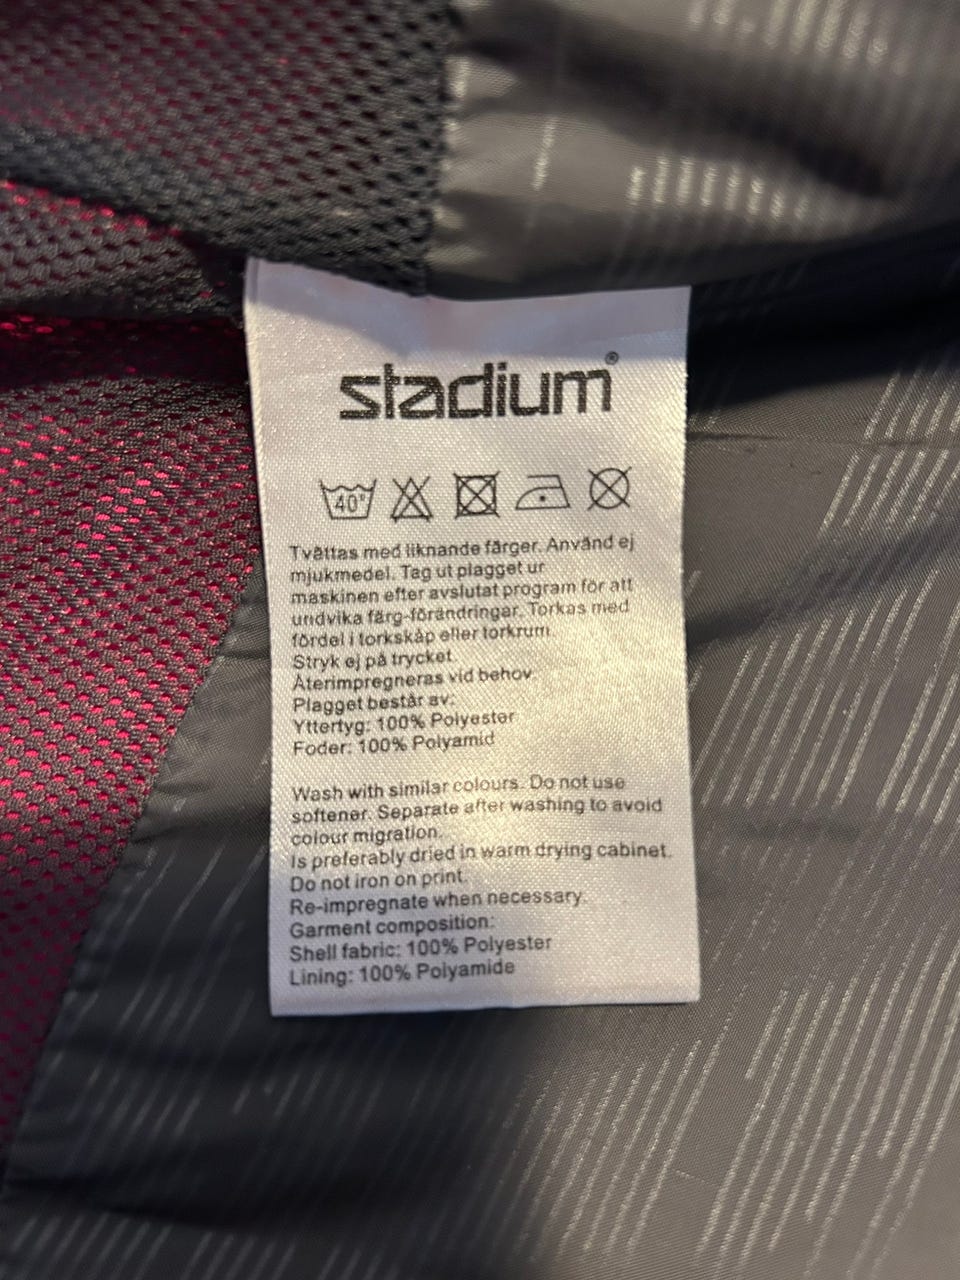 stadium®
40°
Tvättas med liknande färger. Använd ej
mjukmedel. Tag ut plagget ur
maskinen efter avslutat program för att
undvika färg-förändringar. Torkas med
fördel i torkskåp eller torkrum.
Stryk ej på trycket.
Återimpregneras vid behov.
Plagget består av:
Yttertyg: 100% Polyester
Foder: 100% Polyamid
Wash with similar colours. Do not use
softener. Separate after washing to avoid
colour migration.
Is preferably dried in warm drying cabinet.
Do not iron on print.
Re-impregnate when necessary.
Garment composition:
Shell fabric: 100% Polyester
Lining: 100% Polyamide